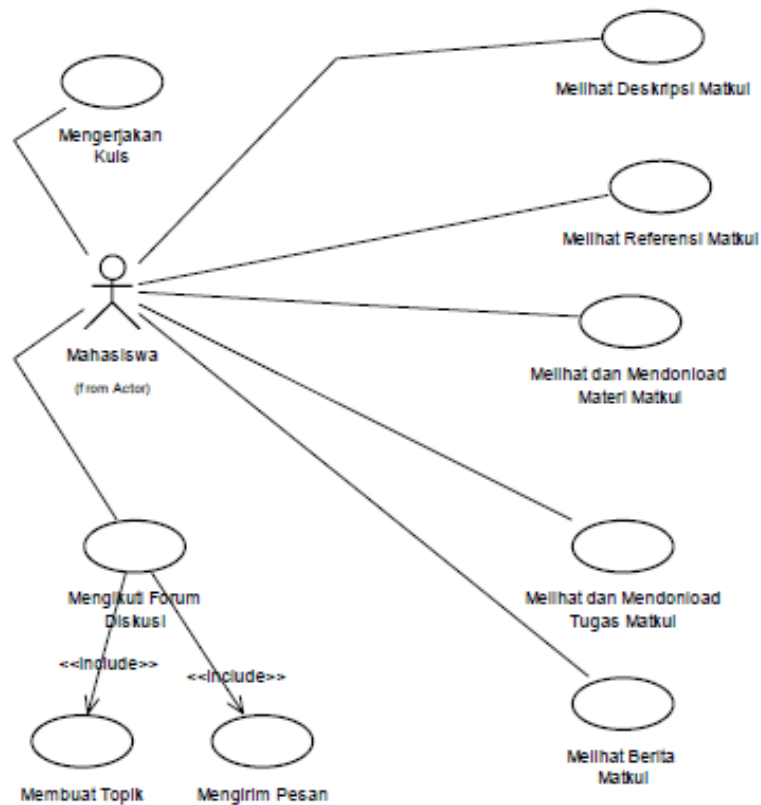 Melihat Deskripsi Matkul
Mengerjakan
Kuis
Melihat Referensi Matkul
Mahasiswa
(from Actor)
Melihat dan Mendonload
Materi Matkul
Mengikuti Forum
Diskusi
Melihat dan Mendonload
Tugas Matkul
<<include>>
<<include>>
Melihat Berita
Matkul
Membuat Topik
Mengirim Pesan